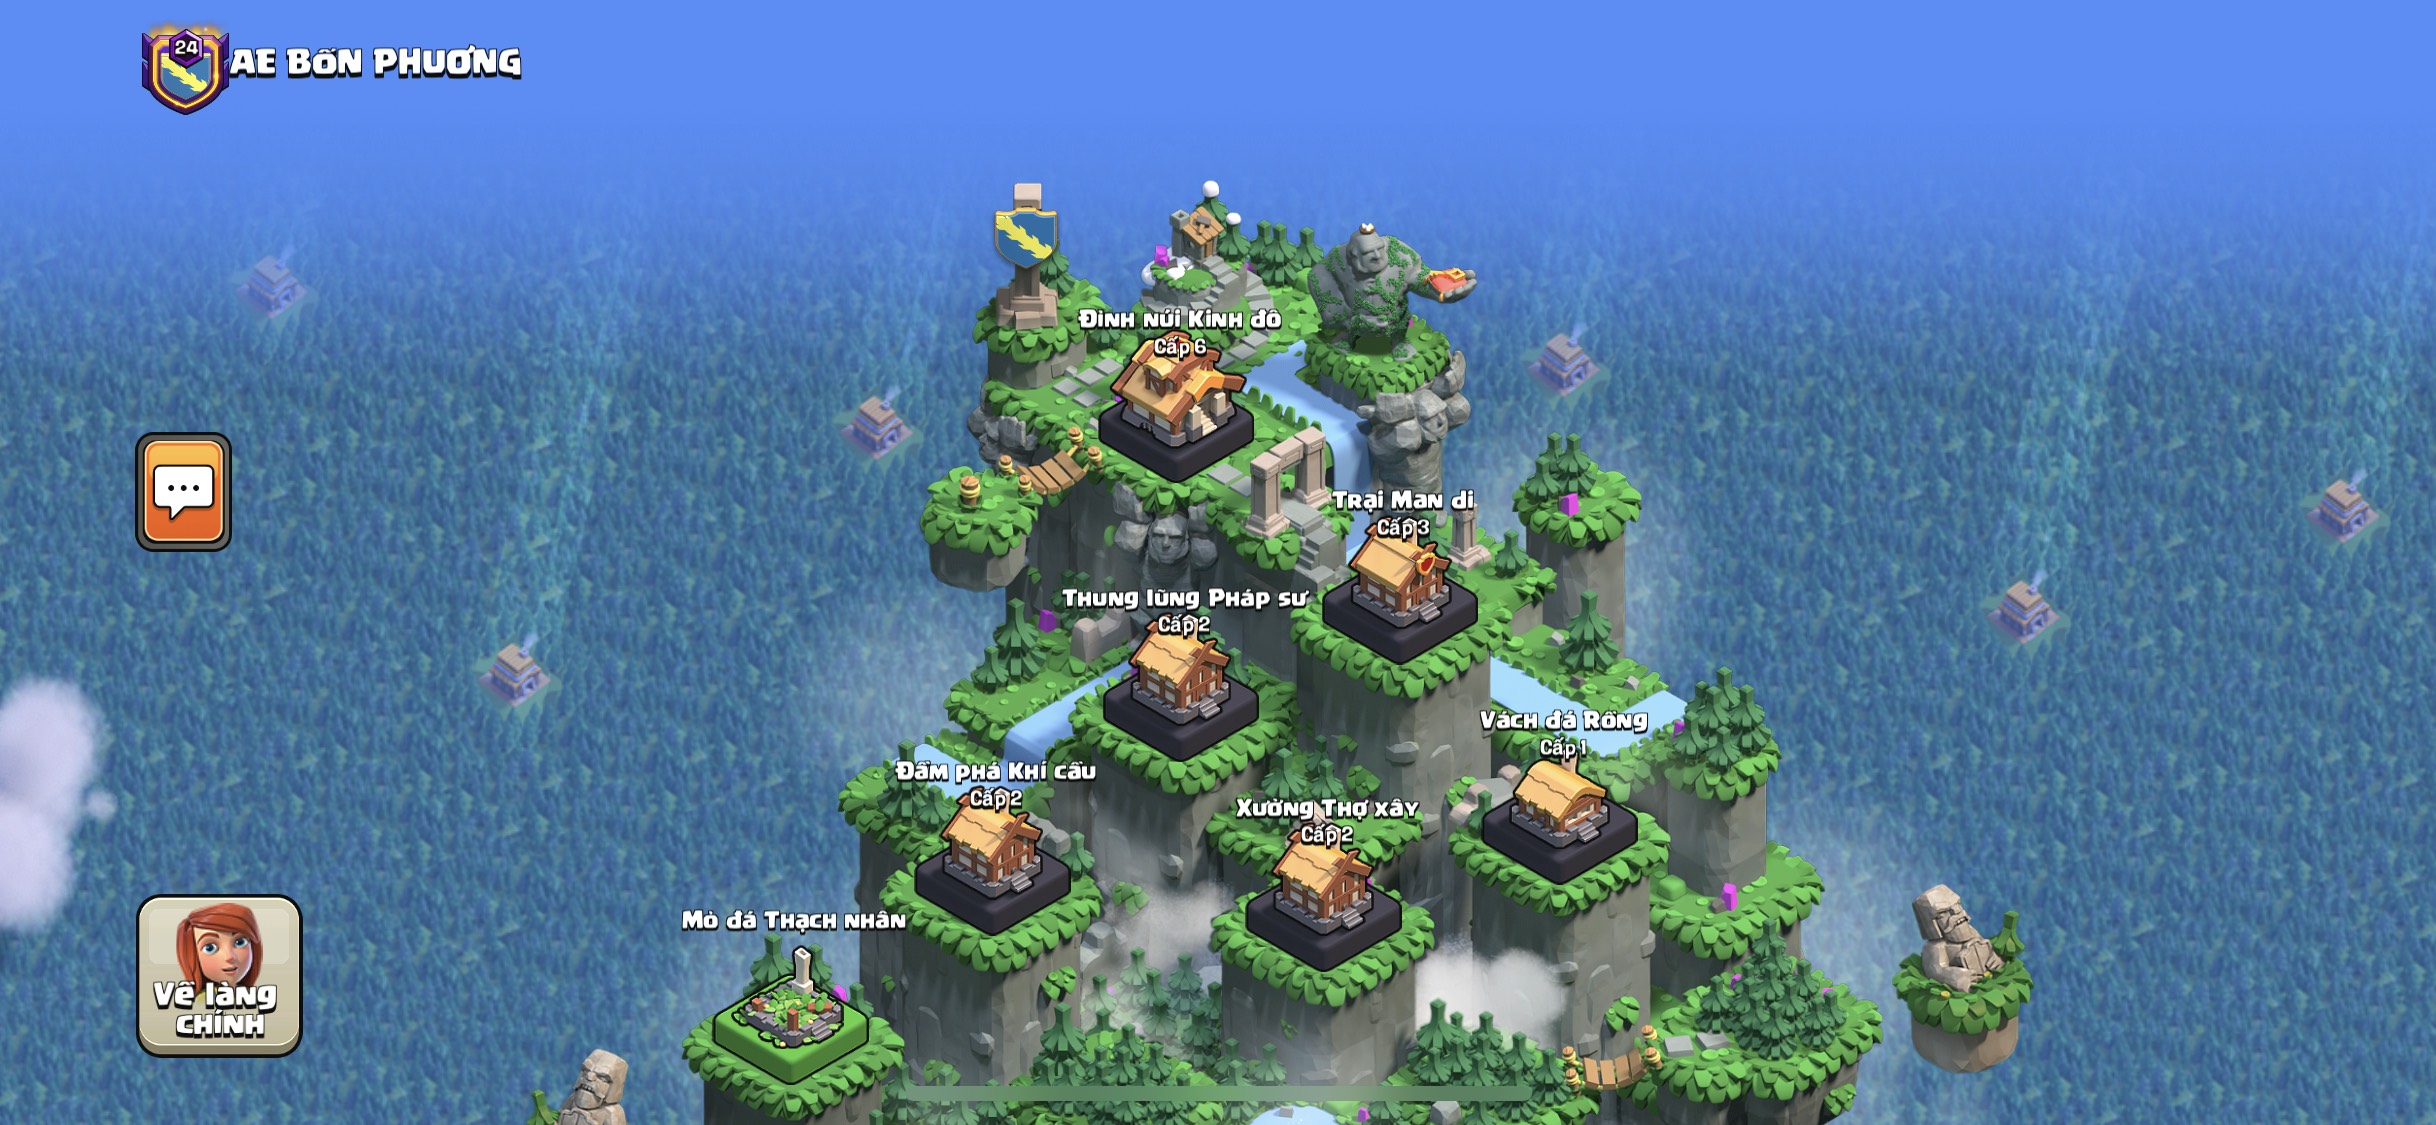 24
AE BỐN PHƯƠNG
Đỉnh núi Kinh đô
Cấp 6
Trại Man di
Cấp 3
Thung lũng Pháp sư
Cấp 2
Vách đá Rồng
Cấp 1
Đầm phá Khí cầu
Cấp 2
Xưởng Thợ xây
Cấp 2
Mỏ đá Thạch nhân
Về làng
chính